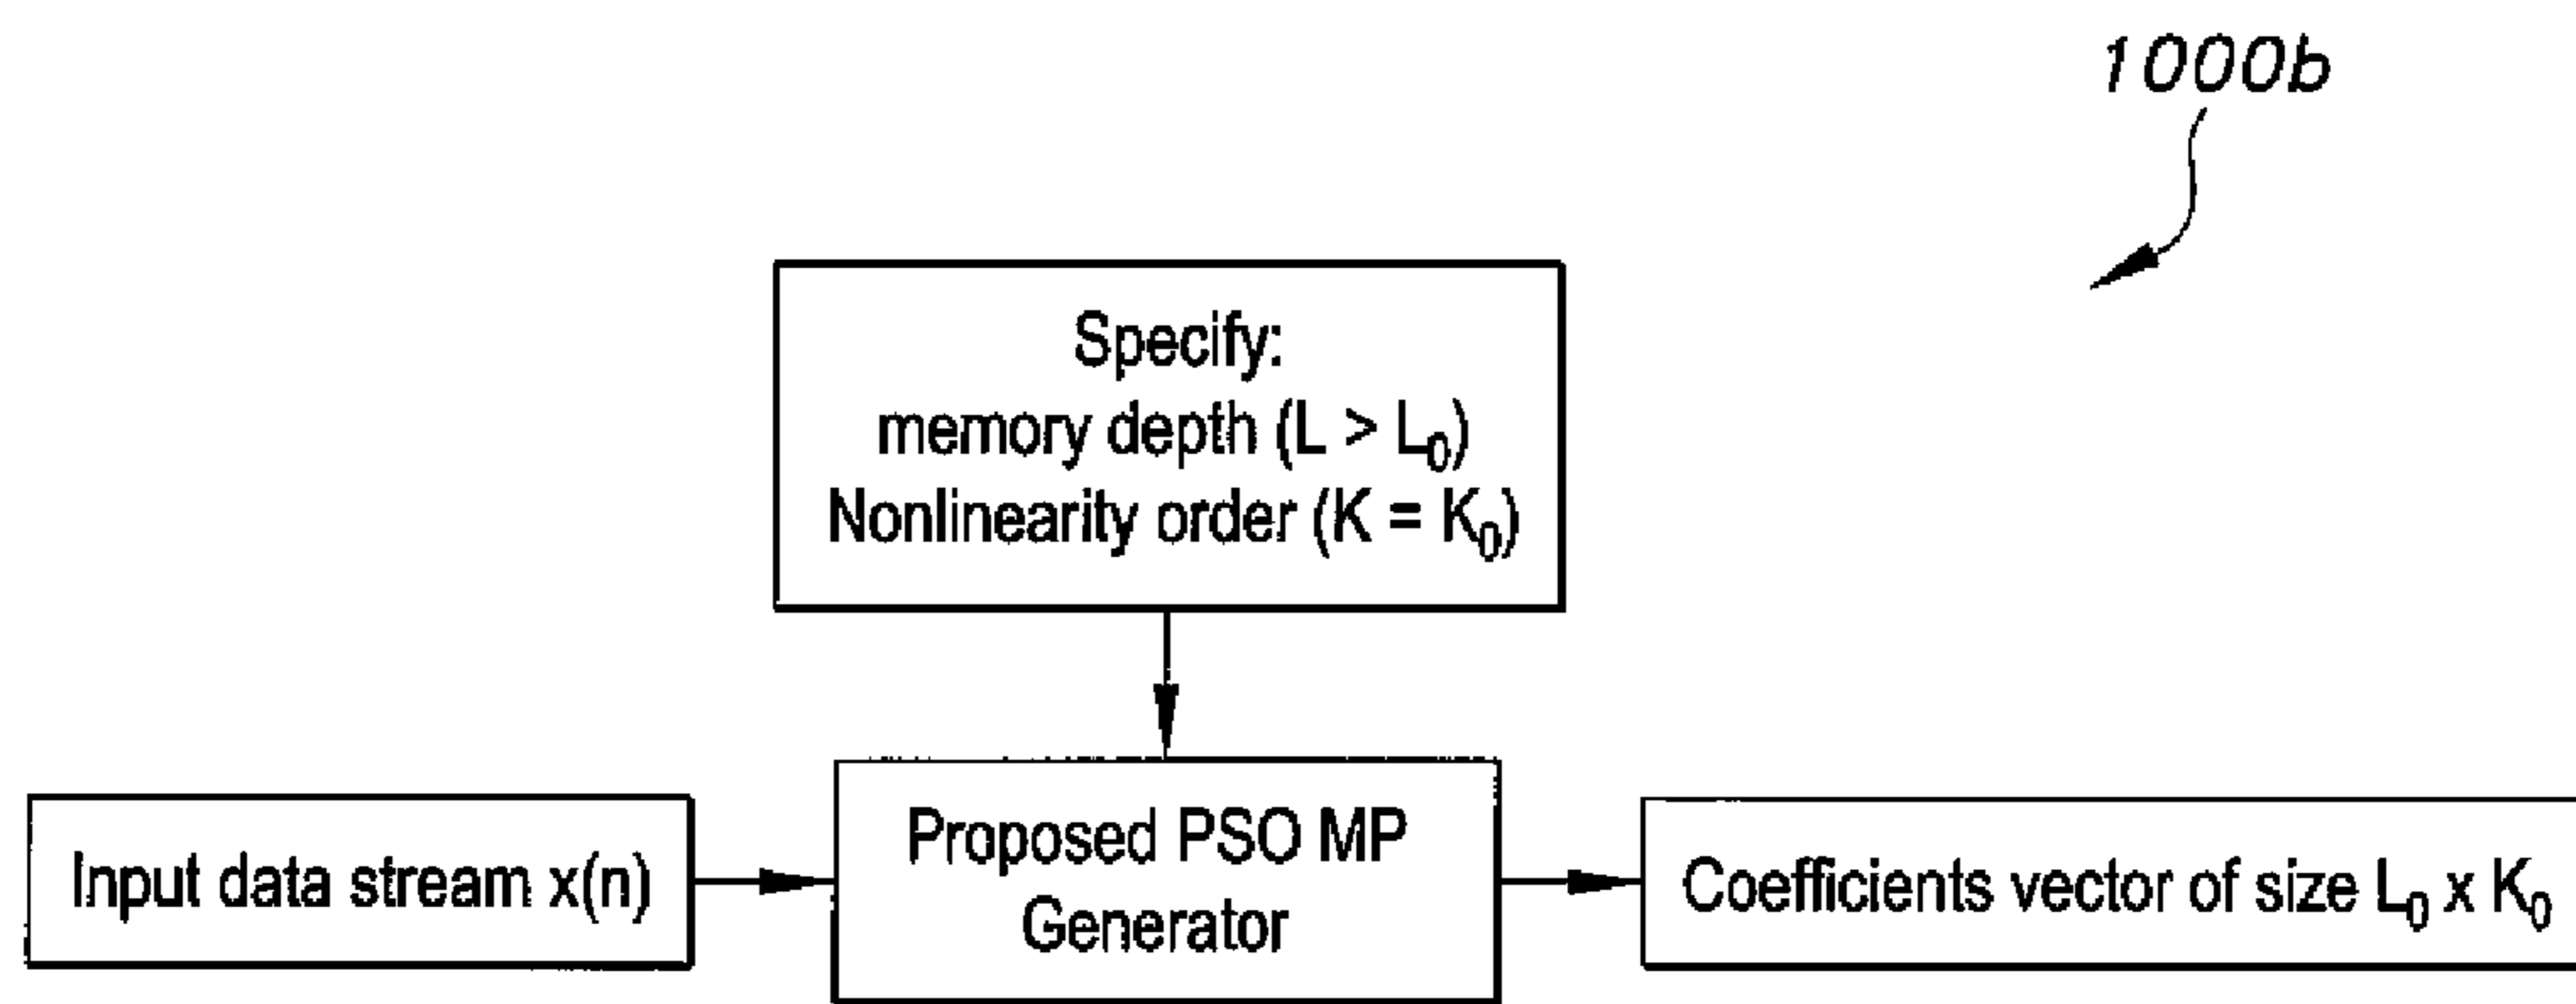 1000b
Specify:
memory depth (L > L₀)
Nonlinearity order (K = K₀)
Input data stream x(n)
Proposed PSO MP
Generator
Coefficients vector of size L₀ x K₀